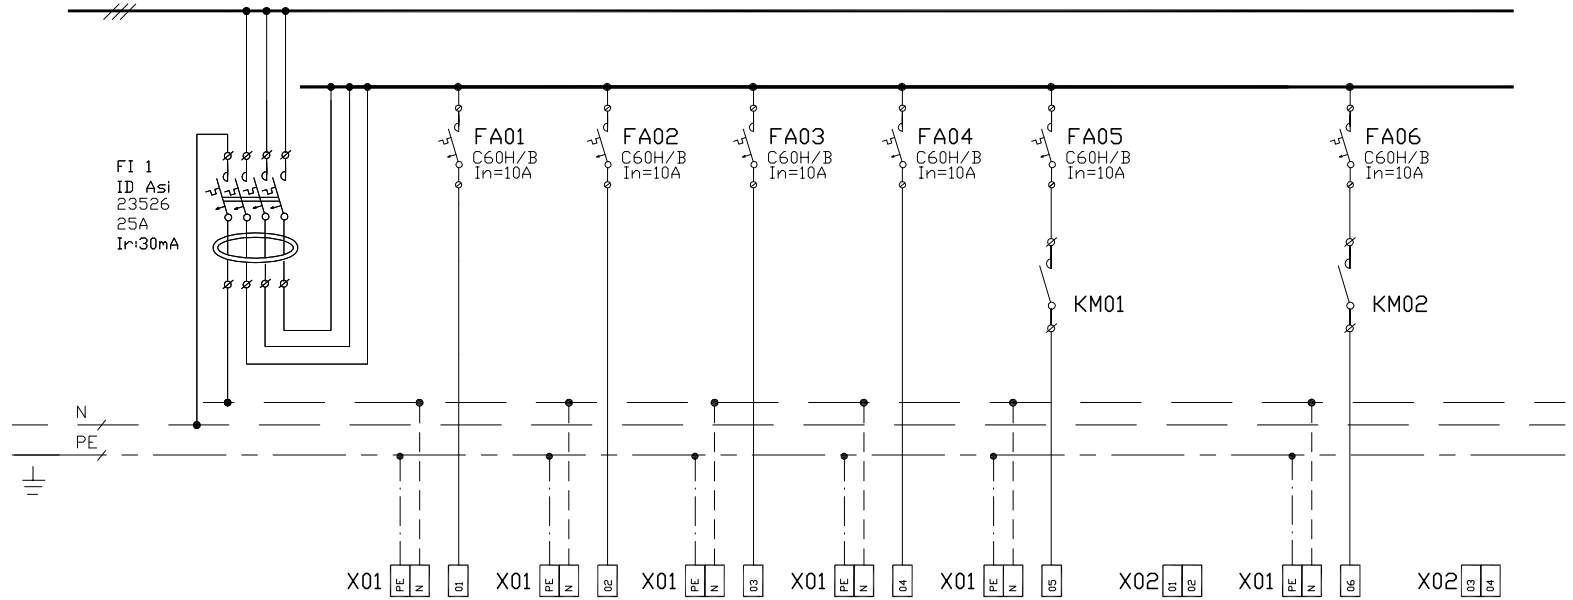 FA01
C60H/B
In=10A
FA02
C60H/B
In=10A
FA03
C60H/B
In=10A
FA04
C60H/B
In=10A
FA05
C60H/B
In=10A
FA06
C60H/B
In=10A
FI 1
ID Asi
23526
25A
Ir:30mA
KM01
KM02
N
PE
X01 PE N 01
X01 PE N 02
X01 PE N 03
X01 PE N 04
X01 PE N 05
X02 01 02
X01 PE N 06
X02 03 04